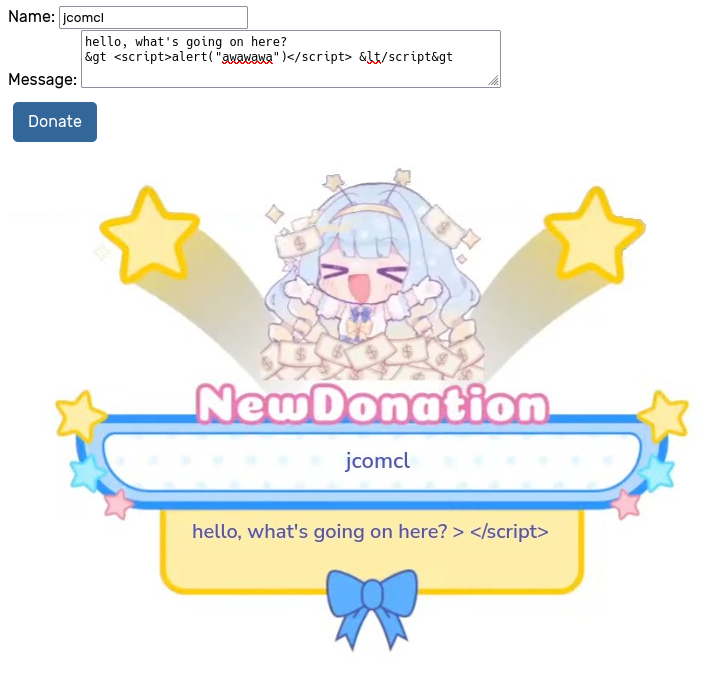 Name: jcomcl
hello, what's going on here?
&gt <script>alert("awawawa")</script> &lt/script&gt
Message:
Donate
NewDonation
jcomcl
hello, what's going on here? > </script>